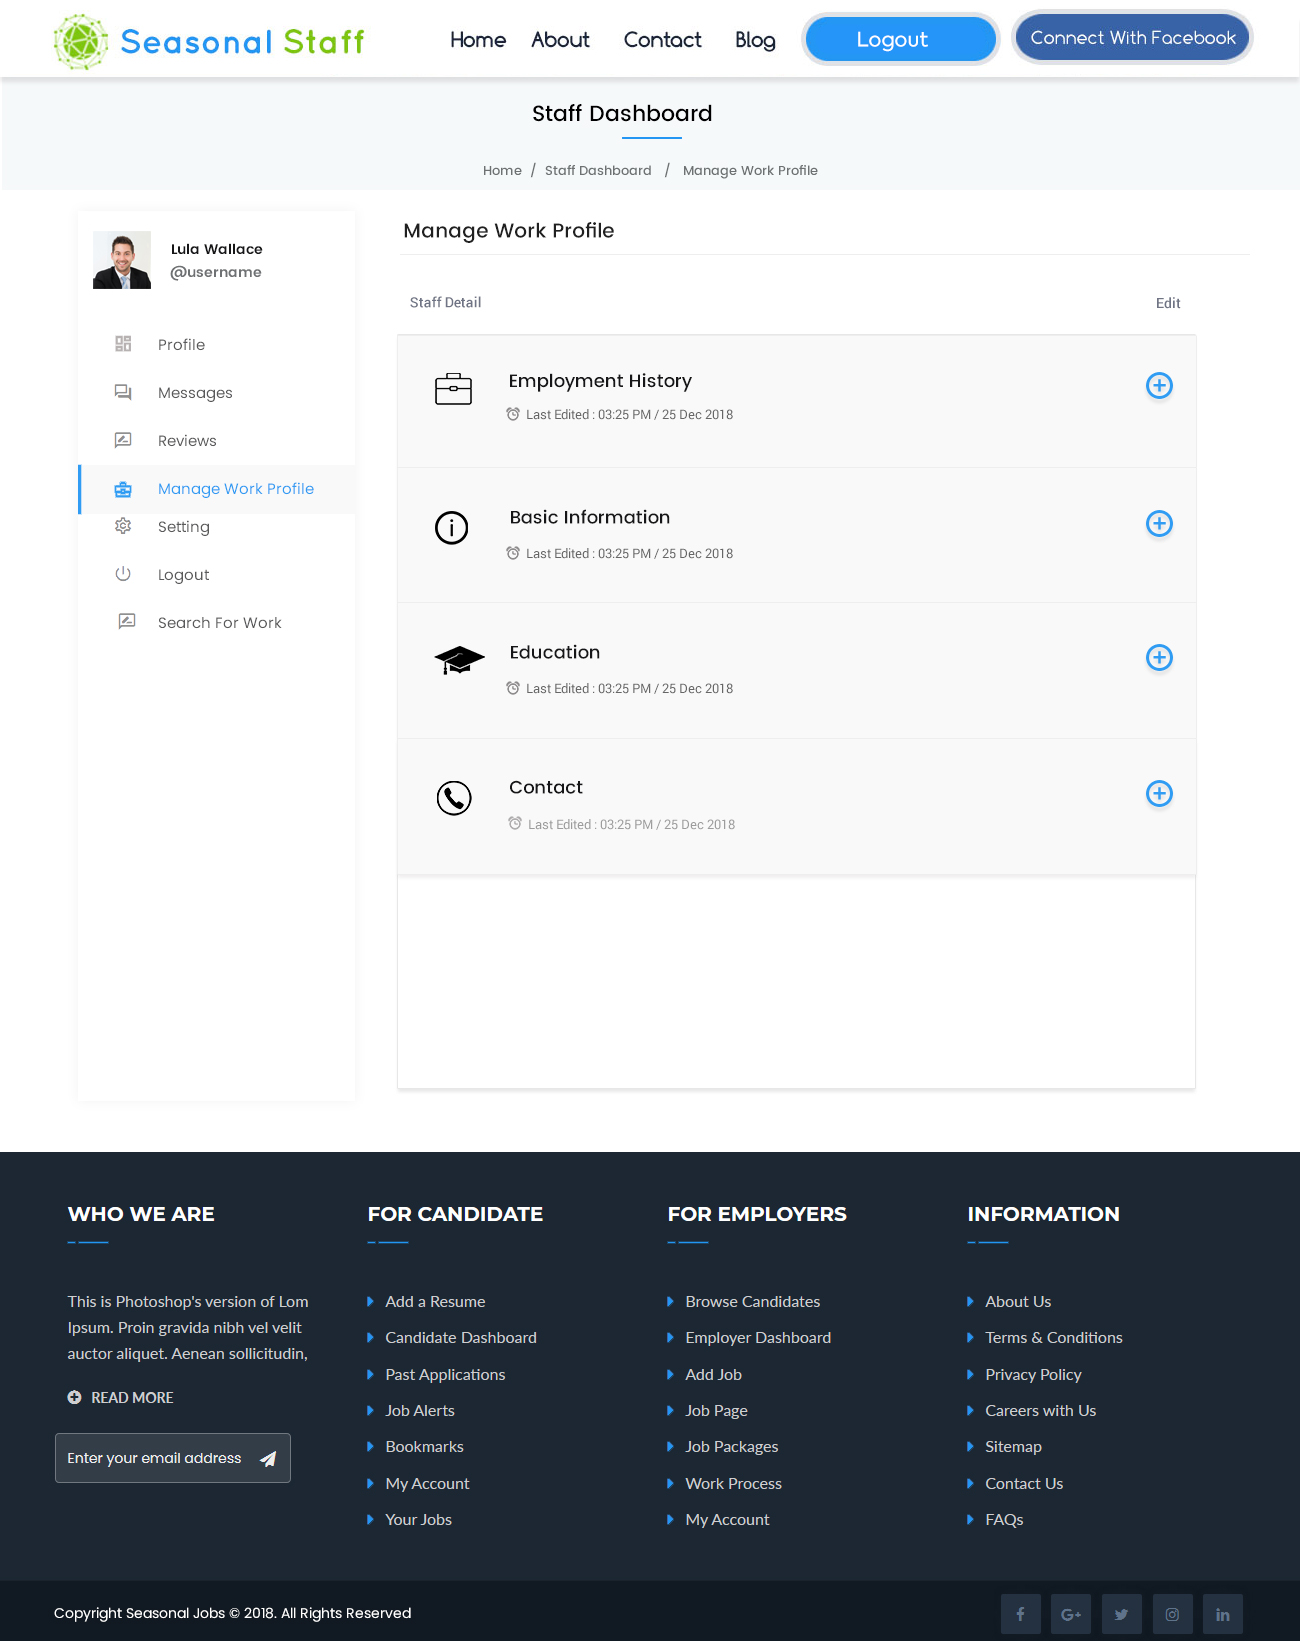 Seasonal Staff
Home About Contact Blog Logout Connect With Facebook
Staff Dashboard
Home / Staff Dashboard / Manage Work Profile
Lula Wallace
@username
Profile
Messages
Reviews
Manage Work Profile
Setting
Logout
Search For Work
Manage Work Profile
Staff Detail Edit
Employment History
Last Edited : 03:25 PM / 25 Dec 2018
Basic Information
Last Edited : 03:25 PM / 25 Dec 2018
Education
Last Edited : 03:25 PM / 25 Dec 2018
Contact
Last Edited : 03:25 PM / 25 Dec 2018
WHO WE ARE
This is Photoshop's version of Lom
Ipsum. Proin gravida nibh vel velit
auctor aliquet. Aenean sollicitudin,
READ MORE
Enter your email address
FOR CANDIDATE
Add a Resume
Candidate Dashboard
Past Applications
Job Alerts
Bookmarks
My Account
Your Jobs
FOR EMPLOYERS
Browse Candidates
Employer Dashboard
Add Job
Job Page
Job Packages
Work Process
My Account
INFORMATION
About Us
Terms & Conditions
Privacy Policy
Careers with Us
Sitemap
Contact Us
FAQs
Copyright Seasonal Jobs © 2018. All Rights Reserved